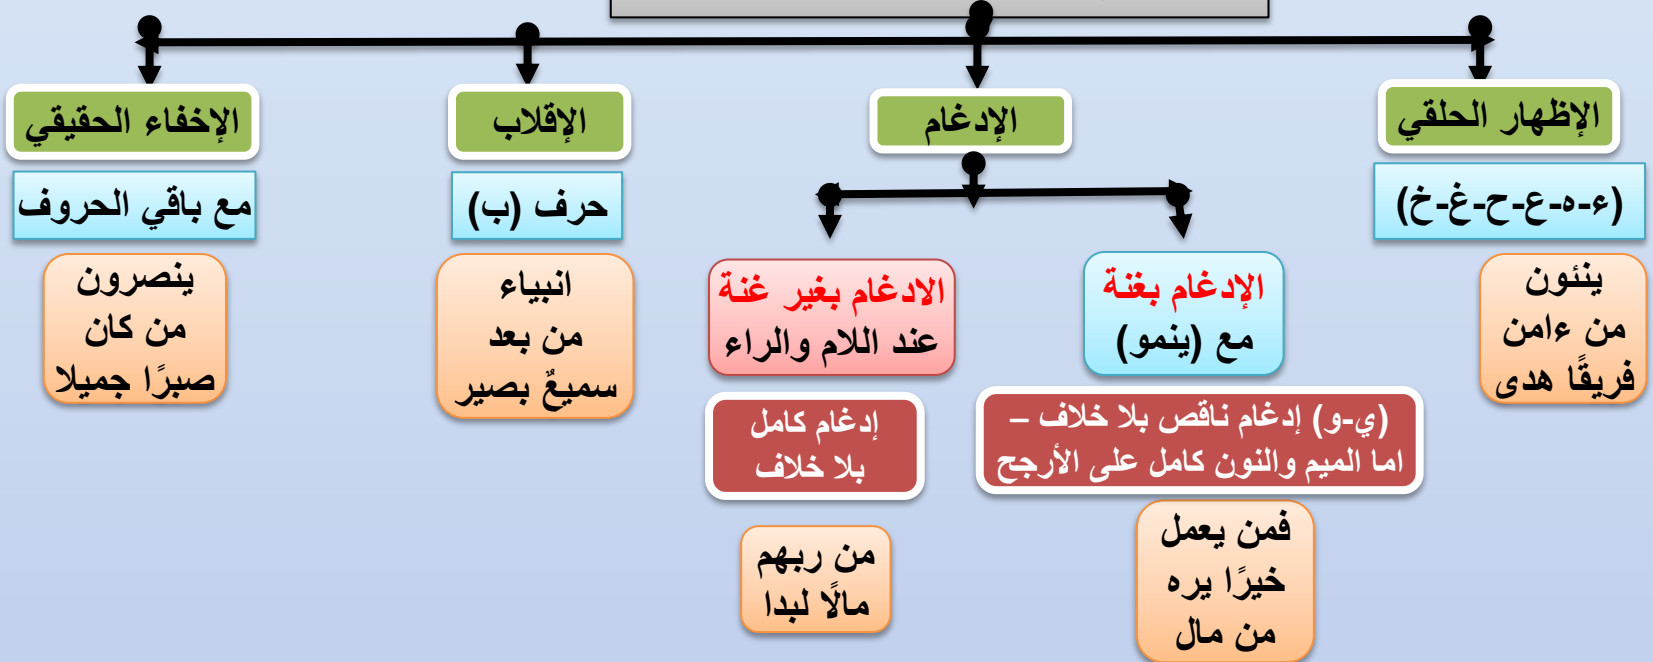 الإظهار الحلقي
(ء-ه-ع-ح-غ-خ)
ينئون
من ءامن
فريقًا هدى
الإدغام
الإدغام بغنة
مع (ينمو)
(ي-و) إدغام ناقص بلا خلاف –
اما الميم والنون كامل على الأرجح
فمن يعمل
خيرًا يره
من مال
الادغام بغير غنة
عند اللام والراء
إدغام كامل
بلا خلاف
من ربهم
مالًا لبدا
الإقلاب
حرف (ب)
انبياء
من بعد
سميعٌ بصير
الإخفاء الحقيقي
مع باقي الحروف
ينصرون
من كان
صبرًا جميلا